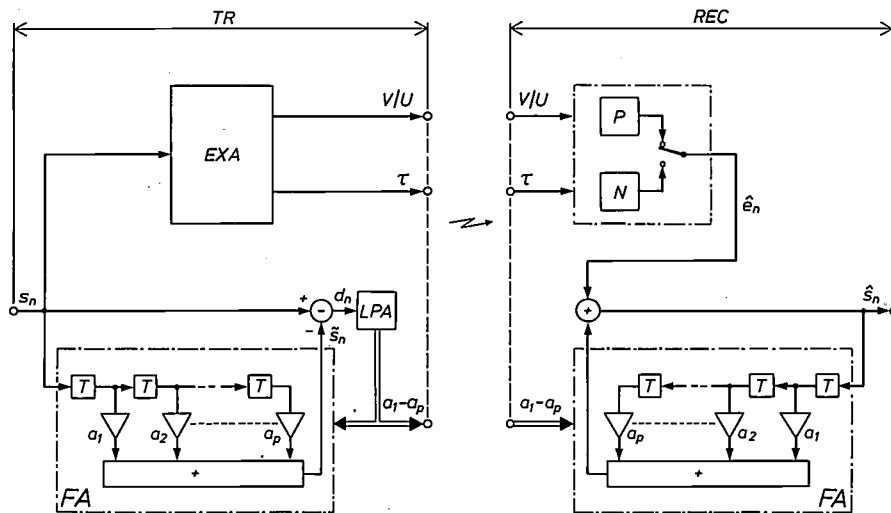 TR
REC
V/U
V/U
EXA
P
τ
τ
N
ê_n
s_n
+
-
d_n
LPA
ŝ_n
-
s̃_n
+
T
T
T
a_1-a_p
a_1-a_p
T
T
T
a_1
a_2
a_p
a_p
a_2
a_1
+
+
FA
FA